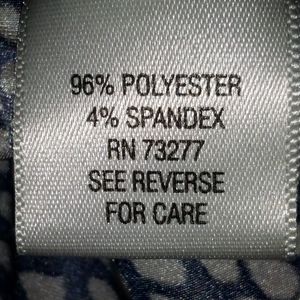 96% POLYESTER
4% SPANDEX
RN 73277
SEE REVERSE
FOR CARE